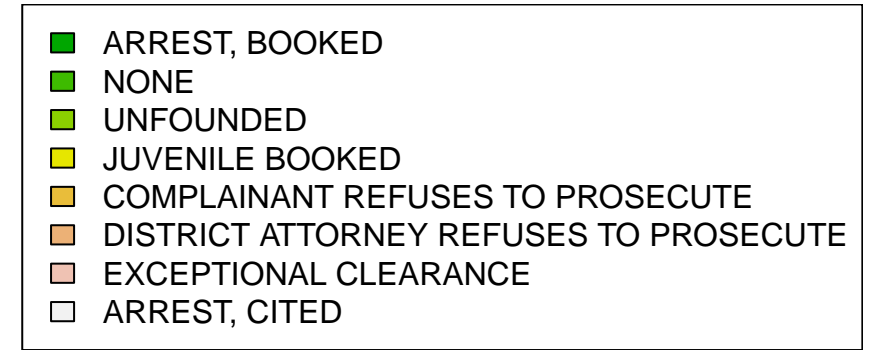 ARREST, BOOKED
NONE
UNFOUNDED
JUVENILE BOOKED
COMPLAINANT REFUSES TO PROSECUTE
DISTRICT ATTORNEY REFUSES TO PROSECUTE
EXCEPTIONAL CLEARANCE
ARREST, CITED